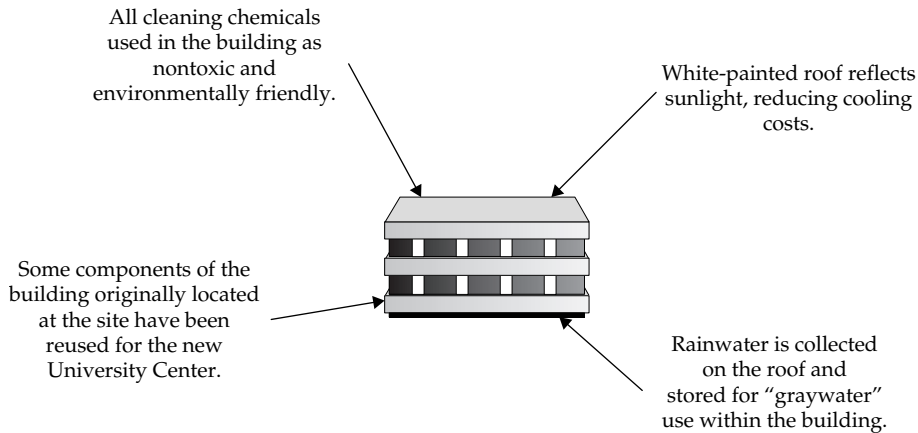 All cleaning chemicals
used in the building as
nontoxic and
environmentally friendly.
White-painted roof reflects
sunlight, reducing cooling
costs.
Some components of the
building originally located
at the site have been
reused for the new
University Center.
Rainwater is collected
on the roof and
stored for “graywater”
use within the building.